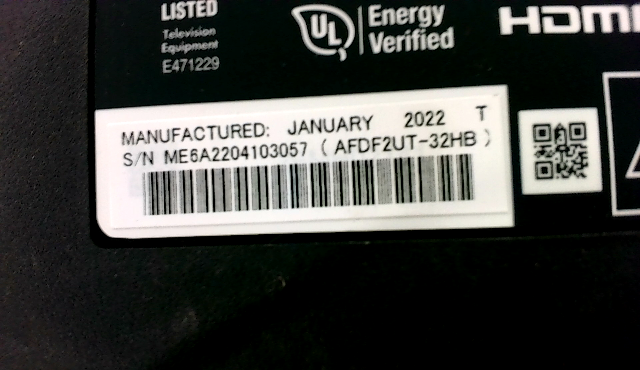 LISTED
Television
Equipment
E471229
UL
Energy
Verified
HDMI
MANUFACTURED: JANUARY 2022 T
S/N ME6A2204103057 ( AFDF2UT-32HB )